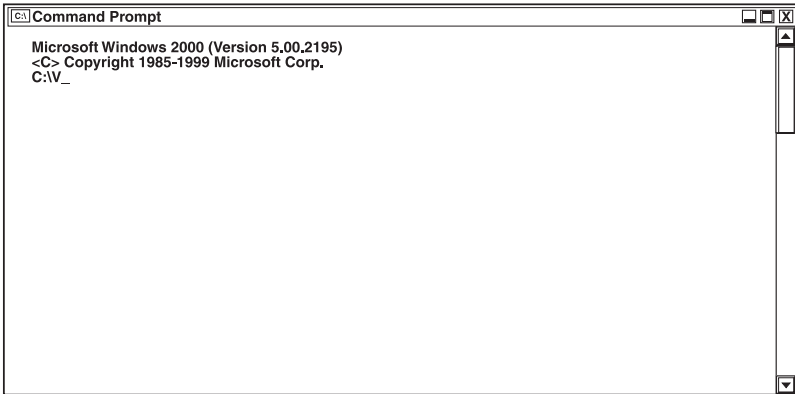 C:\ Command Prompt X
Microsoft Windows 2000 (Version 5.00.2195)
<C> Copyright 1985-1999 Microsoft Corp.
C:\V_